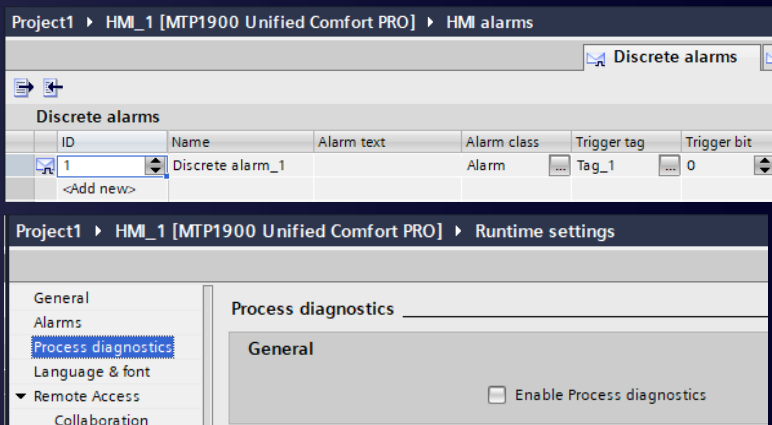 Project1 ▸ HMI_1 [MTP1900 Unified Comfort PRO] ▸ HMI alarms
Discrete alarms
Discrete alarms
ID Name Alarm text Alarm class Trigger tag Trigger bit
1 Discrete alarm_1 Alarm ... Tag_1 ... 0
<Add new>
Project1 ▸ HMI_1 [MTP1900 Unified Comfort PRO] ▸ Runtime settings
General
Alarms
Process diagnostics
Language & font
Remote Access
Collaboration
Process diagnostics
General
Enable Process diagnostics